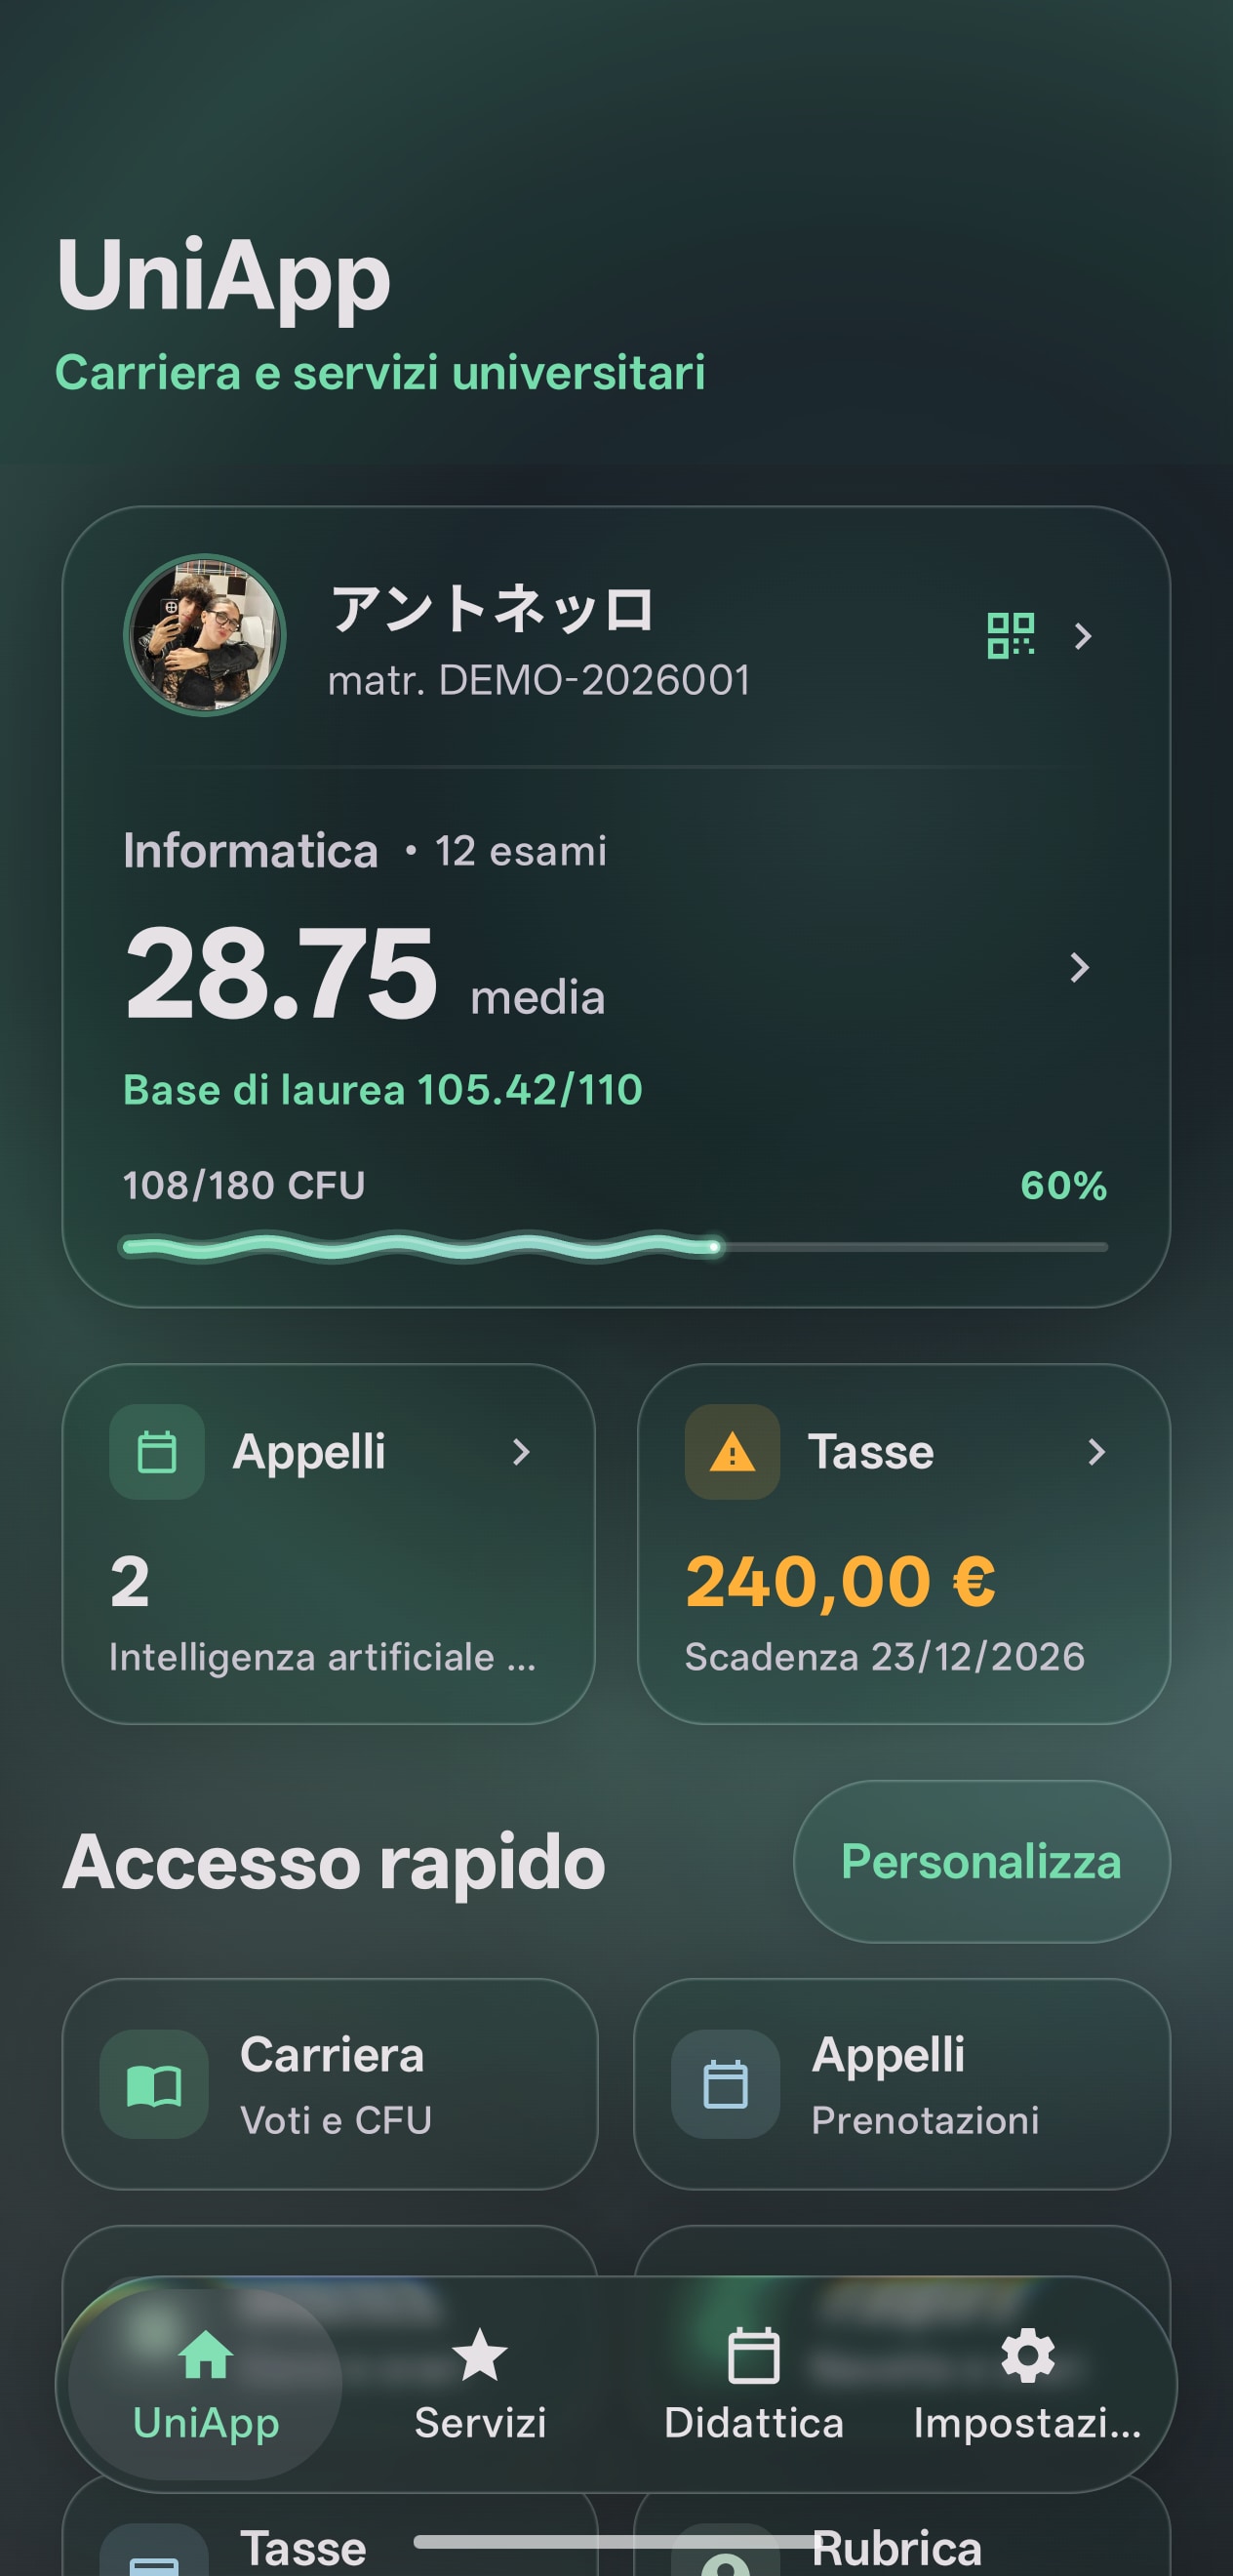 UniApp
Carriera e servizi universitari
アントネッロ
matr. DEMO-2026001
Informatica • 12 esami
28.75 media
Base di laurea 105.42/110
108/180 CFU 60%
Appelli
2
Intelligenza artificiale ...
Tasse
240,00 €
Scadenza 23/12/2026
Accesso rapido
Personalizza
Carriera
Voti e CFU
Appelli
Prenotazioni
UniApp
Servizi
Didattica
Impostazi...
Tasse
Rubrica